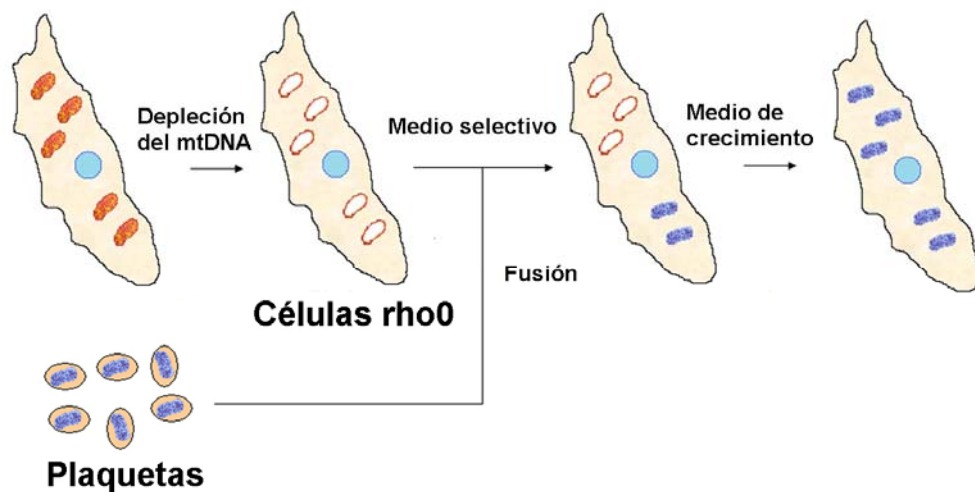 Depleción
del mtDNA
Medio selectivo
Medio de
crecimiento
Fusión
Células rho0
Plaquetas